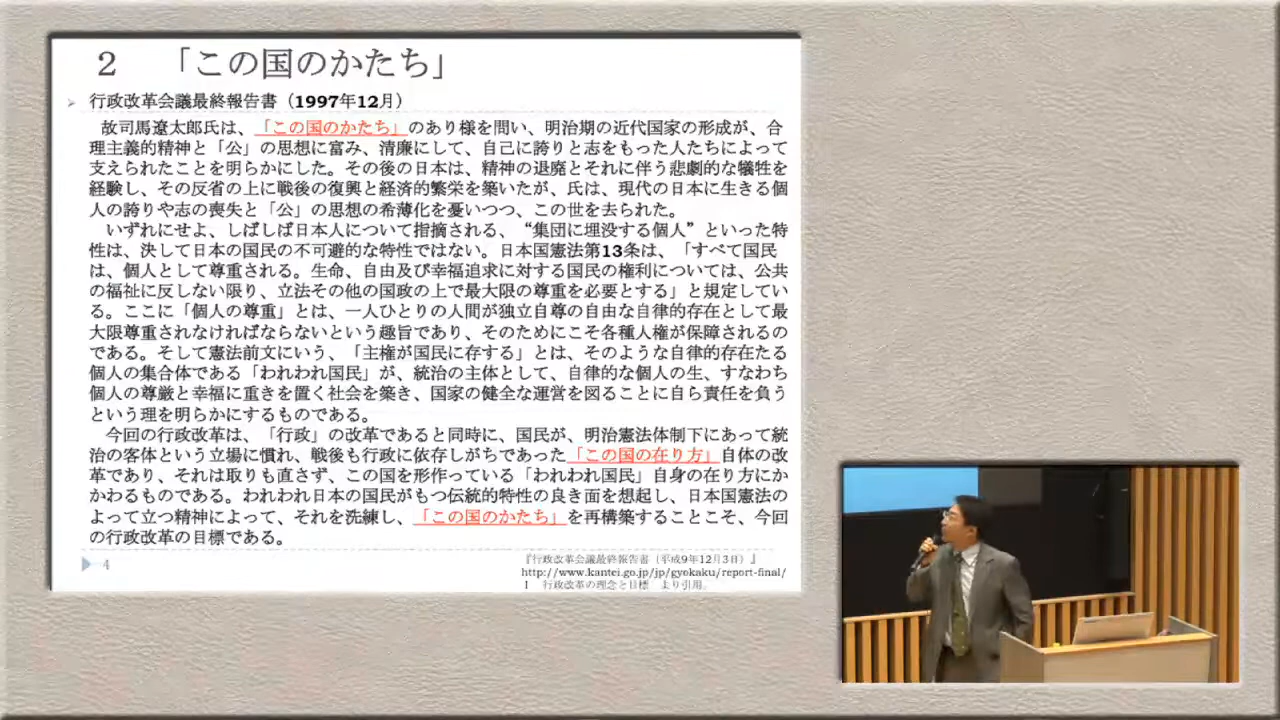 2 「この国のかたち」
行政改革会議最終報告書（1997年12月）
故司馬遼太郎氏は、「この国のかたち」のあり様を問い、明治期の近代国家の形成が、合
理主義的精神と「公」の思想に富み、清廉にして、自己に誇りと志をもった人たちによって
支えられたことを明らかにした。その後の日本は、精神の退廃とそれに伴う悲劇的な犠牲を
経験し、その反省の上に戦後の復興と経済的繁栄を築いたが、氏は、現代の日本に生きる個
人の誇りや志の喪失と「公」の思想の希薄化を憂いつつ、この世を去られた。
いずれにせよ、しばしば日本人について指摘される、“集団に埋没する個人”といった特
性は、決して日本の国民の不可避的な特性ではない。日本国憲法第13条は、「すべて国民
は、個人として尊重される。生命、自由及び幸福追求に対する国民の権利については、公共
の福祉に反しない限り、立法その他の国政の上で最大限の尊重を必要とする」と規定してい
る。ここに「個人の尊重」とは、一人ひとりの人間が独立自尊の自由な自律的存在として最
大限尊重されなければならないという趣旨であり、そのためにこそ各種人権が保障されるの
である。そして憲法前文にいう、「主権が国民に存する」とは、そのような自律的存在たる
個人の集合体である「われわれ国民」が、統治の主体として、自律的な個人の生、すなわち
個人の尊厳と幸福に重きを置く社会を築き、国家の健全な運営を図ることに自ら責任を負う
という理を明らかにするものである。
今回の行政改革は、「行政」の改革であると同時に、国民が、明治憲法体制下にあって統
治の客体という立場に慣れ、戦後も行政に依存しがちであった「この国の在り方」自体の改
革であり、それは取りも直さず、この国を形作っている「われわれ国民」自身の在り方にか
かわるものである。われわれ日本の国民がもつ伝統的特性の良き面を想起し、日本国憲法の
よって立つ精神によって、それを洗練し、「この国のかたち」を再構築することこそ、今回
の行政改革の目標である。
4
『行政改革会議最終報告書（平成9年12月3日）』
http://www.kantei.go.jp/jp/gyokaku/report-final/
I 行政改革の理念と目標 より引用。